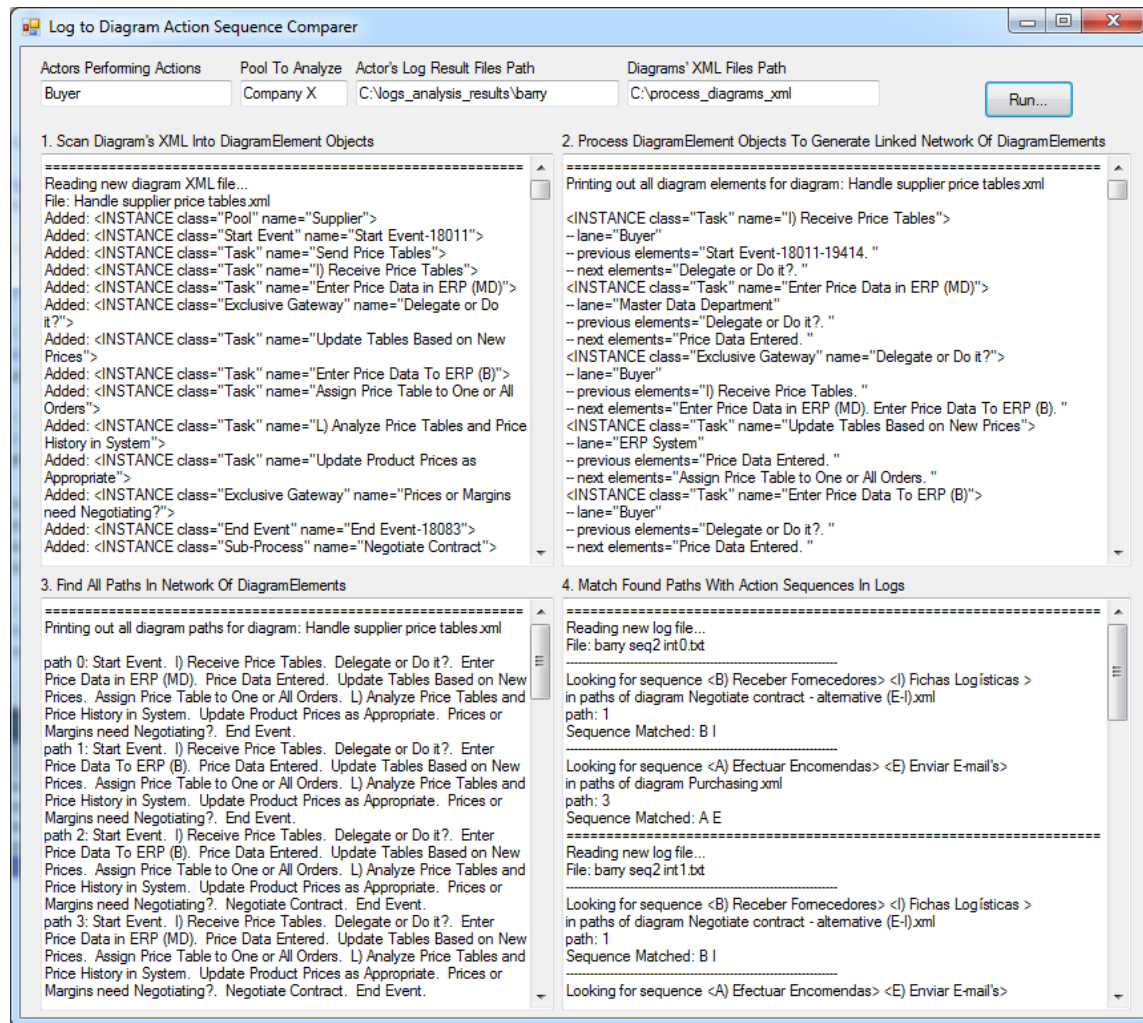 Log to Diagram Action Sequence Comparer
Actors Performing Actions
Pool To Analyze
Actor's Log Result Files Path
Diagrams' XML Files Path
Buyer
Company X
C:\logs_analysis_results\barry
C:\process_diagrams_xml
Run...
1. Scan Diagram's XML Into DiagramElement Objects
==============================================================
Reading new diagram XML file...
File: Handle supplier price tables.xml
Added: <INSTANCE class="Pool" name="Supplier">
Added: <INSTANCE class="Start Event" name="Start Event-18011">
Added: <INSTANCE class="Task" name="Send Price Tables">
Added: <INSTANCE class="Task" name="I) Receive Price Tables">
Added: <INSTANCE class="Task" name="Enter Price Data in ERP (MD)">
Added: <INSTANCE class="Exclusive Gateway" name="Delegate or Do
it?">
Added: <INSTANCE class="Task" name="Update Tables Based on New
Prices">
Added: <INSTANCE class="Task" name="Enter Price Data To ERP (B)">
Added: <INSTANCE class="Task" name="Assign Price Table to One or All
Orders">
Added: <INSTANCE class="Task" name="L) Analyze Price Tables and Price
History in System">
Added: <INSTANCE class="Task" name="Update Product Prices as
Appropriate">
Added: <INSTANCE class="Exclusive Gateway" name="Prices or Margins
need Negotiating?">
Added: <INSTANCE class="End Event" name="End Event-18083">
Added: <INSTANCE class="Sub-Process" name="Negotiate Contract">
2. Process DiagramElement Objects To Generate Linked Network Of DiagramElements
=====================================================================
Printing out all diagram elements for diagram: Handle supplier price tables.xml
<INSTANCE class="Task" name="I) Receive Price Tables">
-- lane="Buyer"
-- previous elements="Start Event-18011-19414. "
-- next elements="Delegate or Do it?. "
<INSTANCE class="Task" name="Enter Price Data in ERP (MD)">
-- lane="Master Data Department"
-- previous elements="Delegate or Do it?. "
-- next elements="Price Data Entered. "
<INSTANCE class="Exclusive Gateway" name="Delegate or Do it?">
-- lane="Buyer"
-- previous elements="I) Receive Price Tables. "
-- next elements="Enter Price Data in ERP (MD). Enter Price Data To ERP (B). "
<INSTANCE class="Task" name="Update Tables Based on New Prices">
-- lane="ERP System"
-- previous elements="Price Data Entered. "
-- next elements="Assign Price Table to One or All Orders. "
<INSTANCE class="Task" name="Enter Price Data To ERP (B)">
-- lane="Buyer"
-- previous elements="Delegate or Do it?. "
-- next elements="Price Data Entered. "
3. Find All Paths In Network Of DiagramElements
==============================================================
Printing out all diagram paths for diagram: Handle supplier price tables.xml
path 0: Start Event. I) Receive Price Tables. Delegate or Do it?. Enter
Price Data in ERP (MD). Price Data Entered. Update Tables Based on New
Prices. Assign Price Table to One or All Orders. L) Analyze Price Tables and
Price History in System. Update Product Prices as Appropriate. Prices or
Margins need Negotiating?. End Event.
path 1: Start Event. I) Receive Price Tables. Delegate or Do it?. Enter
Price Data To ERP (B). Price Data Entered. Update Tables Based on New
Prices. Assign Price Table to One or All Orders. L) Analyze Price Tables and
Price History in System. Update Product Prices as Appropriate. Prices or
Margins need Negotiating?. End Event.
path 2: Start Event. I) Receive Price Tables. Delegate or Do it?. Enter
Price Data To ERP (B). Price Data Entered. Update Tables Based on New
Prices. Assign Price Table to One or All Orders. L) Analyze Price Tables and
Price History in System. Update Product Prices as Appropriate. Prices or
Margins need Negotiating?. Negotiate Contract. End Event.
path 3: Start Event. I) Receive Price Tables. Delegate or Do it?. Enter
Price Data in ERP (MD). Price Data Entered. Update Tables Based on New
Prices. Assign Price Table to One or All Orders. L) Analyze Price Tables and
Price History in System. Update Product Prices as Appropriate. Prices or
Margins need Negotiating?. Negotiate Contract. End Event.
4. Match Found Paths With Action Sequences In Logs
=====================================================================
Reading new log file...
File: barry seq2 int0.txt
----------------------------------------------------------------------
Looking for sequence <B) Receber Fornecedores> <I) Fichas Logísticas >
in paths of diagram Negotiate contract - alternative (E-I).xml
path: 1
Sequence Matched: B I
----------------------------------------------------------------------
Looking for sequence <A) Efectuar Encomendas> <E) Enviar E-mail's>
in paths of diagram Purchasing.xml
path: 3
Sequence Matched: A E
=====================================================================
Reading new log file...
File: barry seq2 int1.txt
----------------------------------------------------------------------
Looking for sequence <B) Receber Fornecedores> <I) Fichas Logísticas >
in paths of diagram Negotiate contract - alternative (E-I).xml
path: 1
Sequence Matched: B I
----------------------------------------------------------------------
Looking for sequence <A) Efectuar Encomendas> <E) Enviar E-mail's>